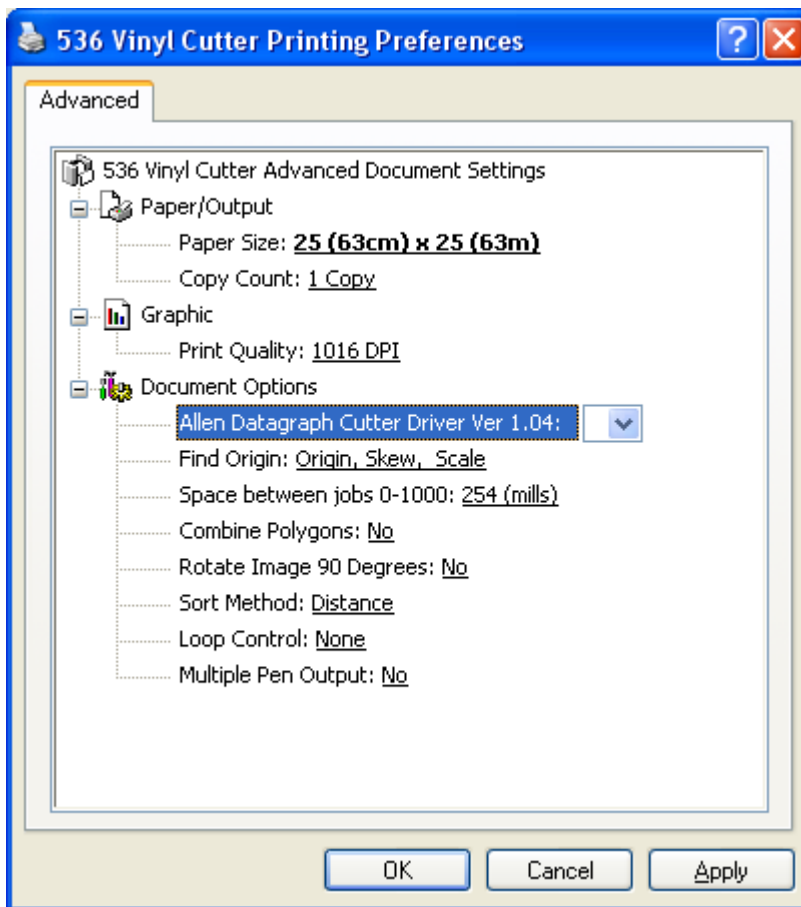 536 Vinyl Cutter Printing Preferences
Advanced
536 Vinyl Cutter Advanced Document Settings
Paper/Output
Paper Size: 25 (63cm) x 25 (63m)
Copy Count: 1 Copy
Graphic
Print Quality: 1016 DPI
Document Options
Allen Datagraph Cutter Driver Ver 1.04:
Find Origin: Origin, Skew,  Scale
Space between jobs 0-1000: 254 (mills)
Combine Polygons: No
Rotate Image 90 Degrees: No
Sort Method: Distance
Loop Control: None
Multiple Pen Output: No
OK Cancel Apply